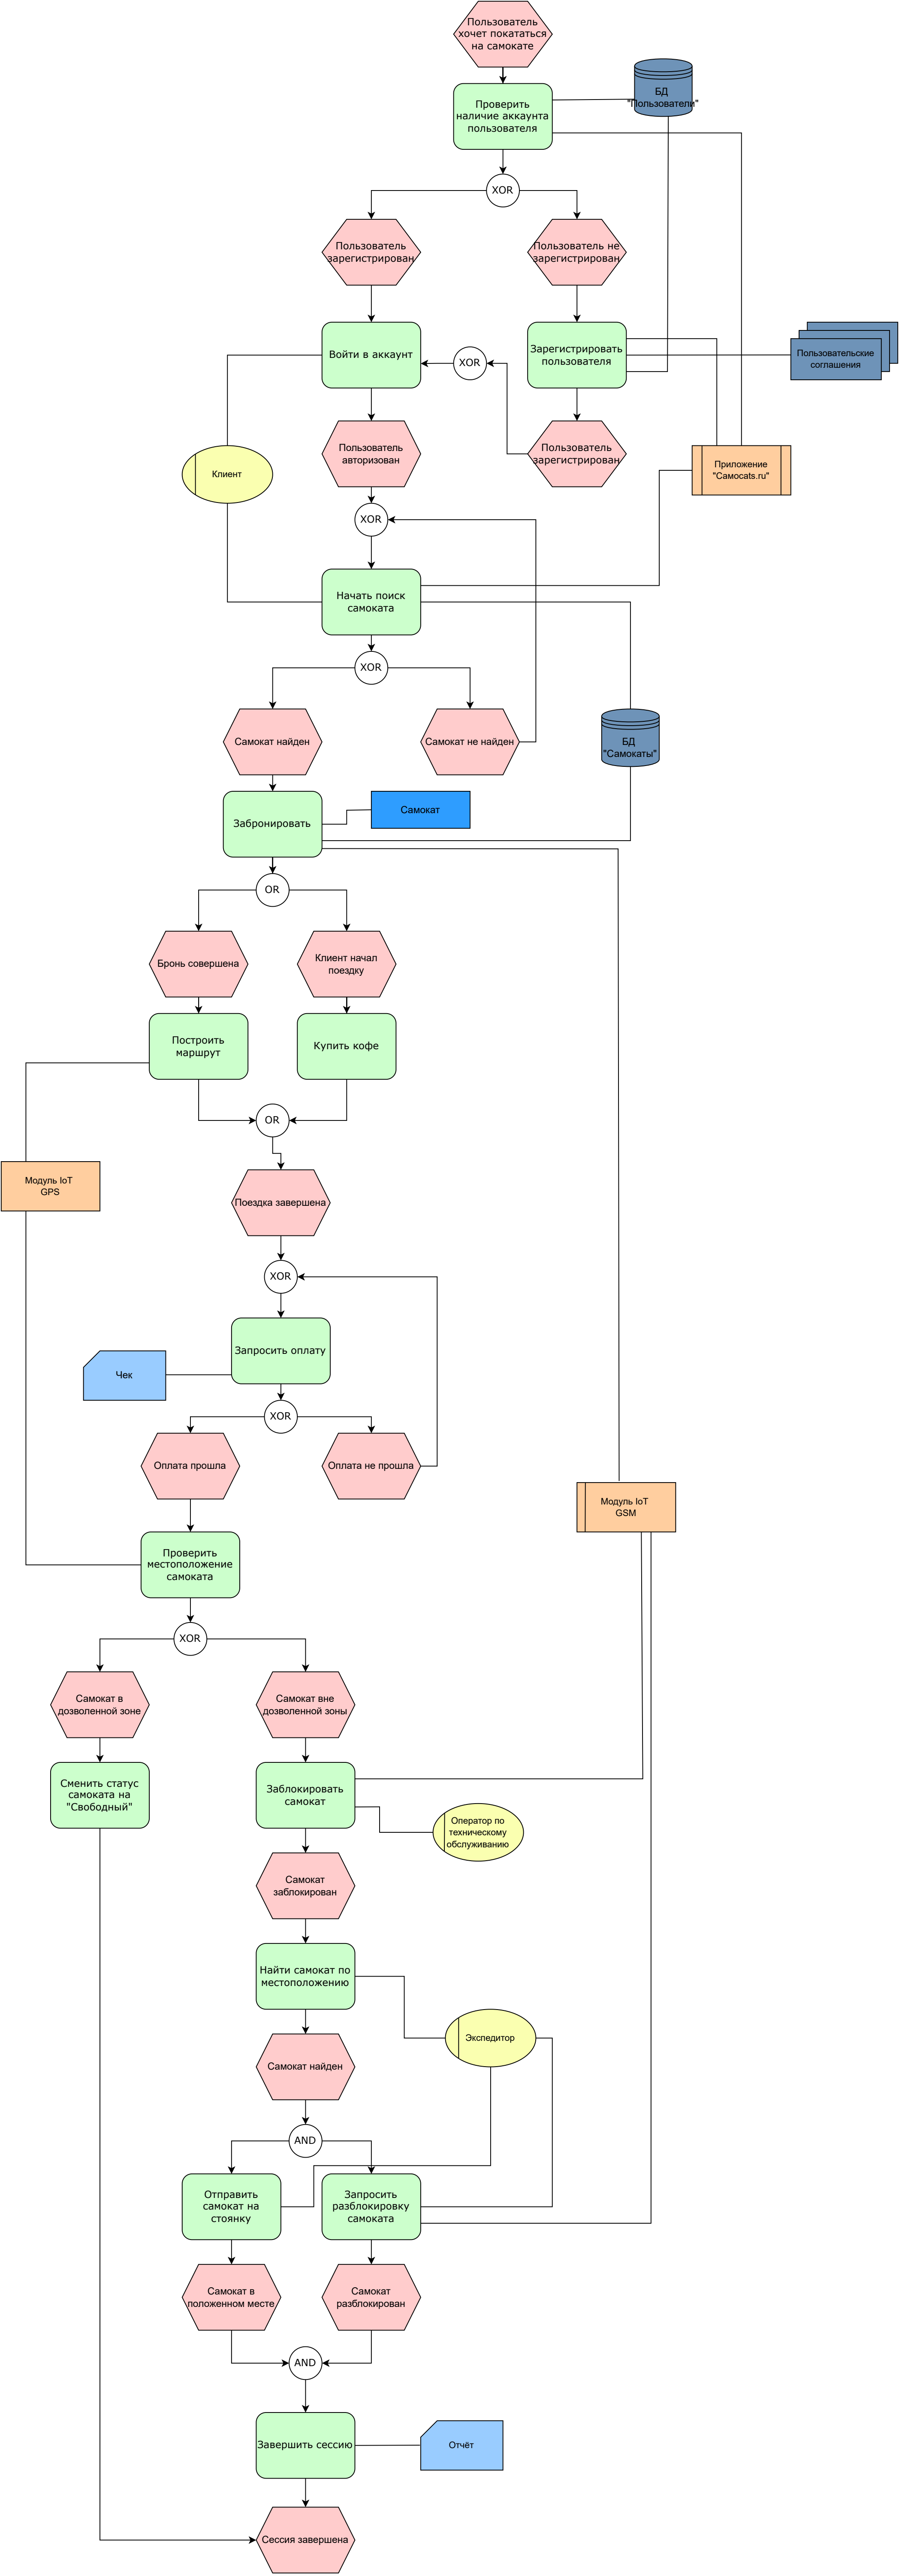 Пользователь
хочет покататься
на самокате
Проверить
наличие аккаунта
пользователя
БД
"Пользователи"
XOR
Пользователь
зарегистрирован
Пользователь не
зарегистрирован
Войти в аккаунт
XOR
Зарегистрировать
пользователя
Пользовательские
соглашения
Клиент
Пользователь
авторизован
Пользователь
зарегистрирован
Приложение
"Самоcats.ru"
XOR
Начать поиск
самоката
XOR
Самокат найден
Самокат не найден
БД
"Самокаты"
Забронировать
Самокат
OR
Бронь совершена
Клиент начал
поездку
Построить
маршрут
Купить кофе
OR
Модуль IoT
GPS
Поездка завершена
XOR
Запросить оплату
Чек
XOR
Оплата прошла
Оплата не прошла
Модуль IoT
GSM
Проверить
местоположение
самоката
XOR
Самокат в
дозволенной зоне
Самокат вне
дозволенной зоны
Сменить статус
самоката на
"Свободный"
Заблокировать
самокат
Оператор по
техническому
обслуживанию
Самокат
заблокирован
Найти самокат по
местоположению
Экспедитор
Самокат найден
AND
Отправить
самокат на
стоянку
Запросить
разблокировку
самоката
Самокат в
положенном месте
Самокат
разблокирован
AND
Завершить сессию
Отчёт
Сессия завершена